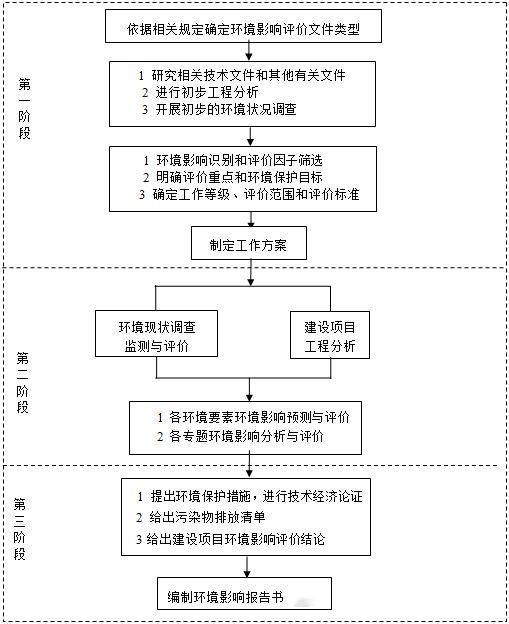 依据相关规定确定环境影响评价文件类型
第一阶段
1 研究相关技术文件和其他有关文件
2 进行初步工程分析
3 开展初步的环境状况调查
1 环境影响识别和评价因子筛选
2 明确评价重点和环境保护目标
3 确定工作等级、评价范围和评价标准
制定工作方案
第二阶段
环境现状调查
监测与评价
建设项目
工程分析
1 各环境要素环境影响预测与评价
2 各专题环境影响分析与评价
第三阶段
1 提出环境保护措施，进行技术经济论证
2 给出污染物排放清单
3 给出建设项目环境影响评价结论
编制环境影响报告书